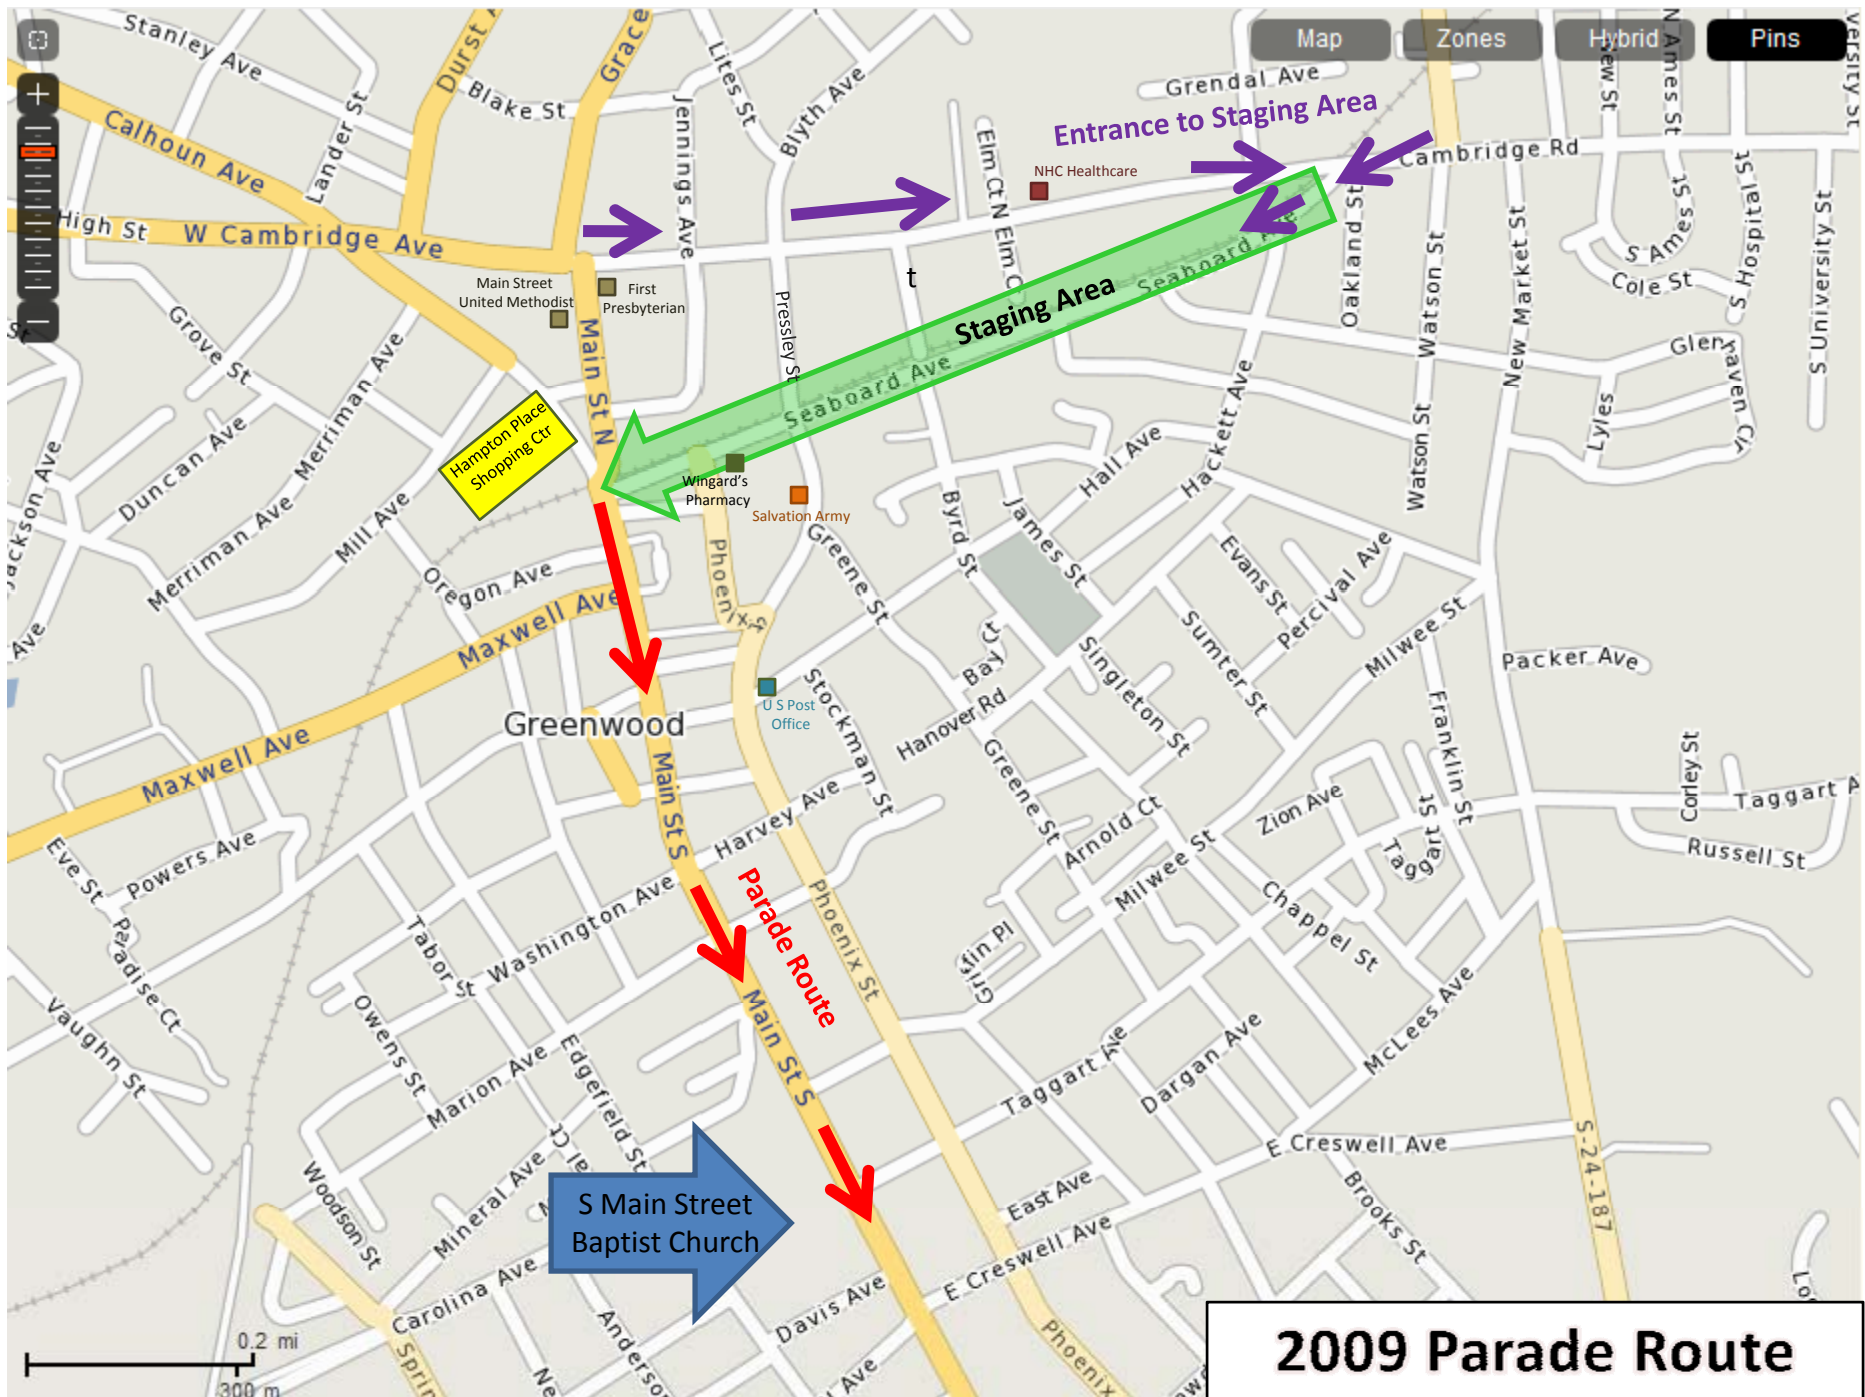 Map
Zones
Hybrid
Pins
Stanley Ave
Durst
Grace
Lites St
Blyth Ave
Grendal Ave
N Ames St
New St
versity St
Blake St
Lander St
Jennings Ave
Entrance to Staging Area
Elm Ct
N Elm C
NHC Healthcare
Cambridge Rd
Calhoun Ave
High St
W Cambridge Ave
Main Street
United Methodist
First
Presbyterian
Main St N
Pressley St
t
Staging Area
Seaboard Ave
Seaboard
Oakland St
Watson St
Watson St
New Market St
S Ames St
Cole St
S Hospital St
S University St
Glenhaven Cir
Lyles
Grove St
Merriman Ave
Merriman Ave
Duncan Ave
Jackson Ave
Mill Ave
Hampton Place
Shopping Ctr
Wingard's
Pharmacy
Salvation Army
Phoenix St
Oregon Ave
Maxwell Ave
Maxwell Ave
Greene St
Byrd St
James St
Hall Ave
Hackett Ave
Evans St
Percival Ave
Sumter St
Milwee St
Packer Ave
Singleton St
Bay Ct
Hanover Rd
Stockman St
U S Post
Office
Greenwood
Main St S
Harvey Ave
Greene St
Arnold Ct
Milwee St
Zion Ave
Taggart St
Franklin St
Corley St
Taggart A
Russell St
Ave
Eve St
Powers Ave
Paradise Ct
Vaughn St
Tabor St
Washington Ave
Parade Route
Phoenix St
Griffin Pl
Chappel St
McLees Ave
Owens St
Marion Ave
Edgefield St
Main St S
Taggart Ave
Dargan Ave
E Creswell Ave
S-24-187
Woodson St
Mineral Ave
S Main Street
Baptist Church
East Ave
E Creswell Ave
Brooks St
Carolina Ave
Anderso
Davis Ave
Phoenix
Ave
Sprin
Ne
0.2 mi
300 m
2009 Parade Route